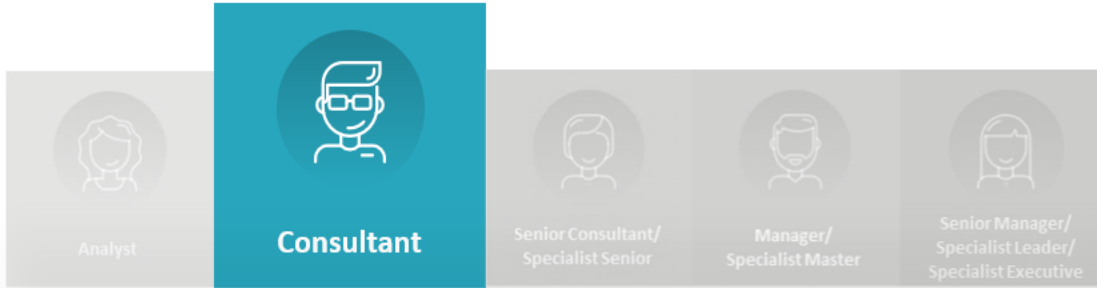 Analyst
Consultant
Senior Consultant/
Specialist Senior
Manager/
Specialist Master
Senior Manager/
Specialist Leader/
Specialist Executive